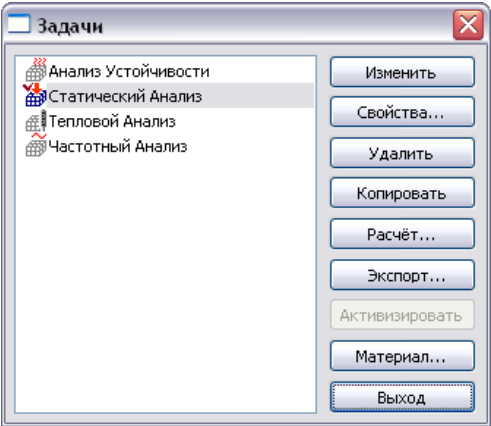 Задачи
Анализ Устойчивости
Статический Анализ
Тепловой Анализ
Частотный Анализ
Изменить
Свойства...
Удалить
Копировать
Расчёт...
Экспорт...
Активизировать
Материал...
Выход